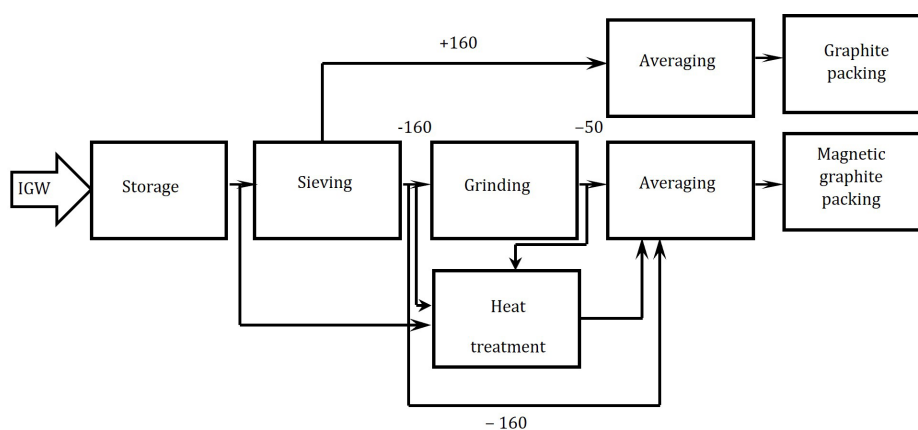 +160
Averaging
Graphite
packing
-160
−50
IGW
Storage
Sieving
Grinding
Averaging
Magnetic
graphite
packing
Heat
treatment
− 160